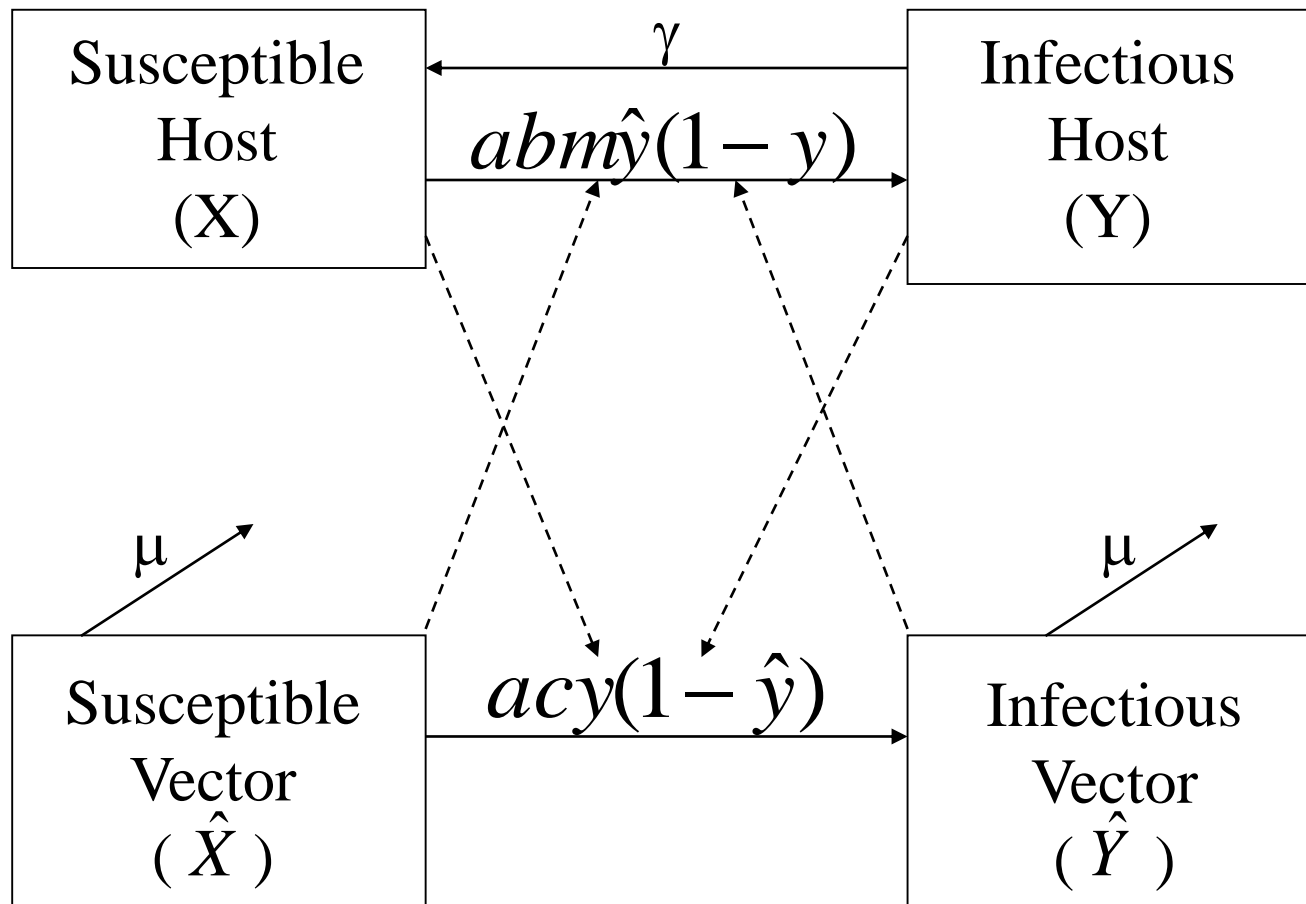 Susceptible
Host
(X)
γ
abmŷ(1 − y)
Infectious
Host
(Y)
μ
μ
Susceptible
Vector
( X̂ )
acy(1 − ŷ)
Infectious
Vector
( Ŷ )